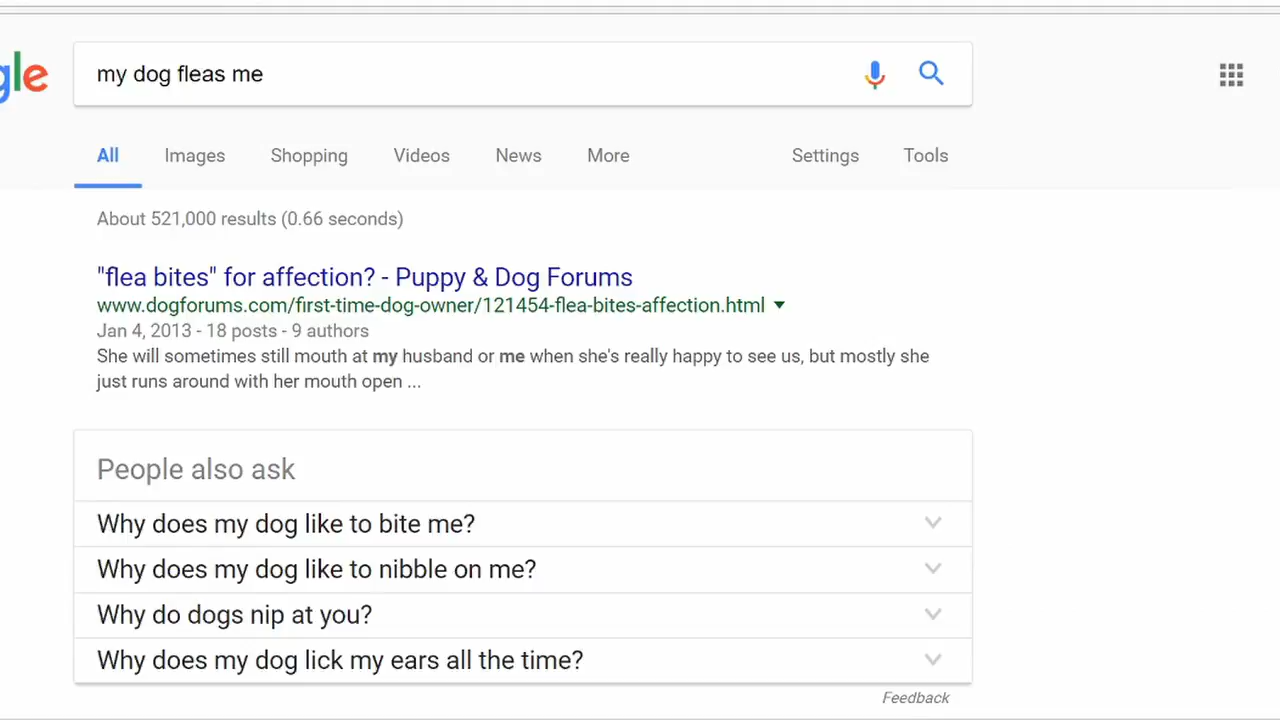 gle
my dog fleas me
All Images Shopping Videos News More Settings Tools
About 521,000 results (0.66 seconds)
"flea bites" for affection? - Puppy & Dog Forums
www.dogforums.com/first-time-dog-owner/121454-flea-bites-affection.html
Jan 4, 2013 - 18 posts - 9 authors
She will sometimes still mouth at my husband or me when she's really happy to see us, but mostly she
just runs around with her mouth open ...
People also ask
Why does my dog like to bite me?
Why does my dog like to nibble on me?
Why do dogs nip at you?
Why does my dog lick my ears all the time?
Feedback